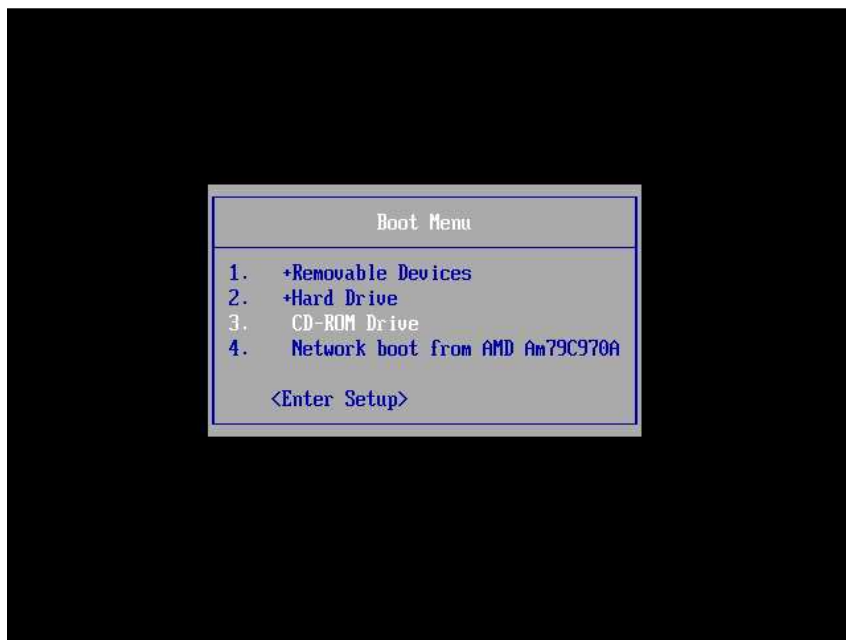 Boot Menu
1. +Removable Devices
2. +Hard Drive
3. CD-ROM Drive
4. Network boot from AMD Am79C970A
<Enter Setup>